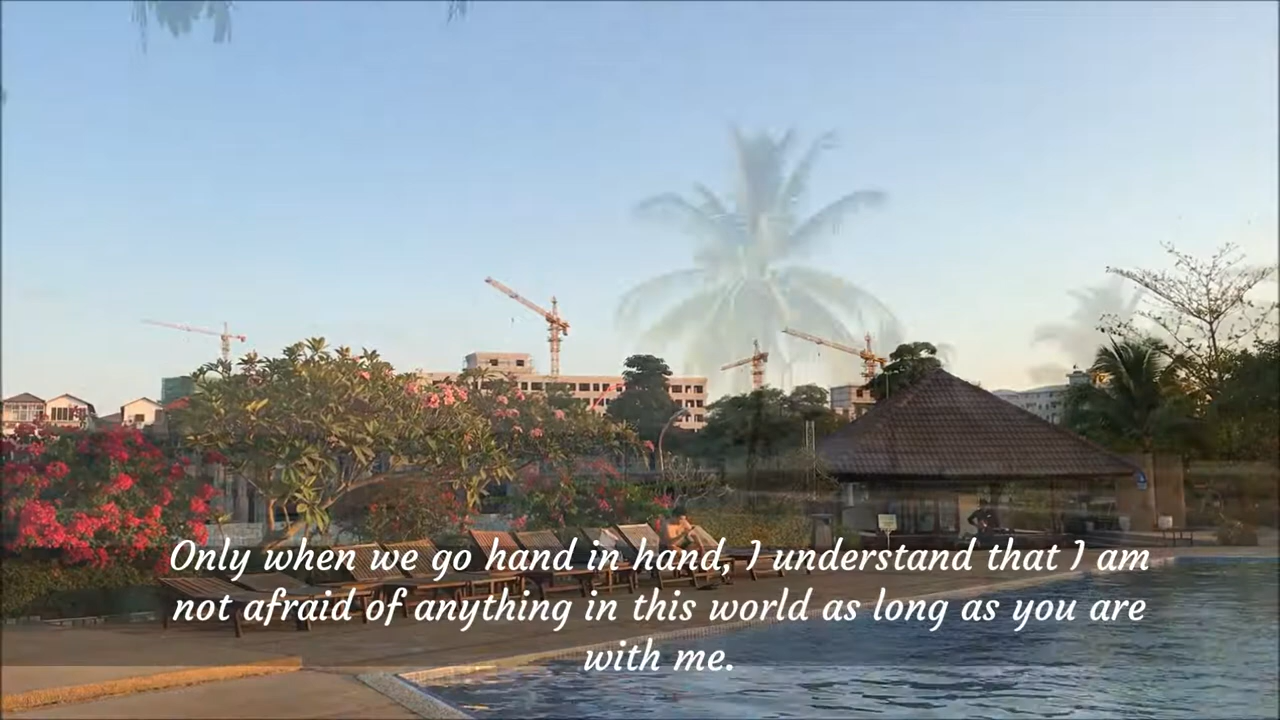 Only when we go hand in hand, I understand that I am
not afraid of anything in this world as long as you are
with me.